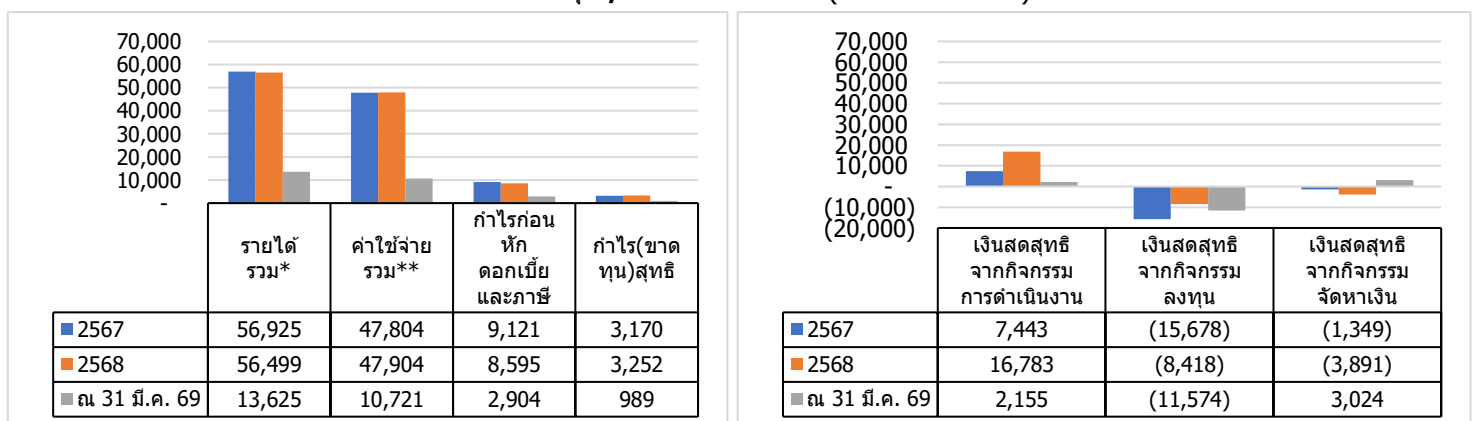 70,000
60,000
50,000
40,000
30,000
20,000
10,000
-
รายได้
รวม*
ค่าใช้จ่าย
รวม**
กำไรก่อน
หัก
ดอกเบี้ย
และภาษี
กำไร(ขาด
ทุน)สุทธิ
2567 56,925 47,804 9,121 3,170
2568 56,499 47,904 8,595 3,252
ณ 31 มี.ค. 69 13,625 10,721 2,904 989
70,000
60,000
50,000
40,000
30,000
20,000
10,000
-
(10,000)
(20,000)
เงินสดสุทธิ
จากกิจกรรม
การดำเนินงาน
เงินสดสุทธิ
จากกิจกรรม
ลงทุน
เงินสดสุทธิ
จากกิจกรรม
จัดหาเงิน
2567 7,443 (15,678) (1,349)
2568 16,783 (8,418) (3,891)
ณ 31 มี.ค. 69 2,155 (11,574) 3,024